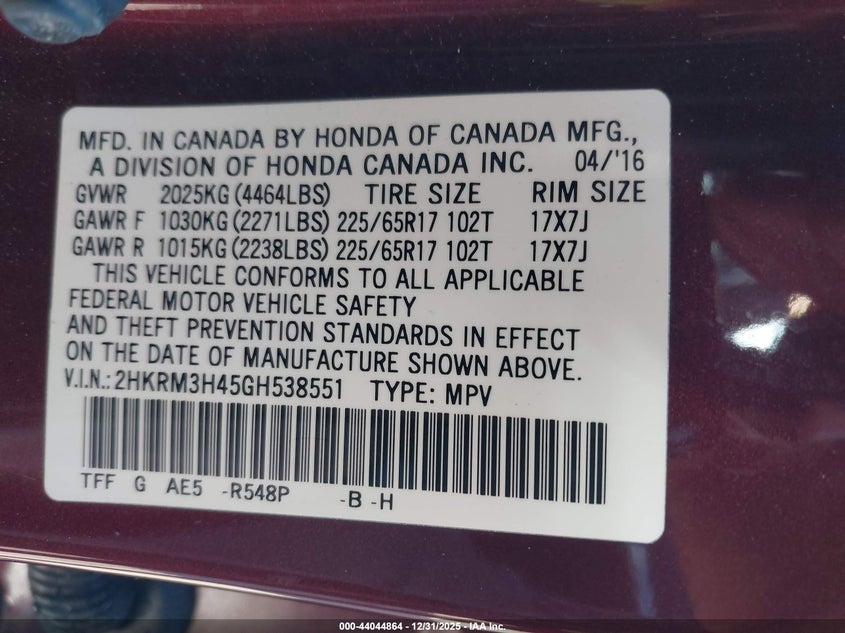 MFD. IN CANADA BY HONDA OF CANADA MFG.,
A DIVISION OF HONDA CANADA INC. 04/'16
GVWR 2025KG (4464LBS) TIRE SIZE RIM SIZE
GAWR F 1030KG (2271LBS) 225/65R17 102T 17X7J
GAWR R 1015KG (2238LBS) 225/65R17 102T 17X7J
THIS VEHICLE CONFORMS TO ALL APPLICABLE
FEDERAL MOTOR VEHICLE SAFETY
AND THEFT PREVENTION STANDARDS IN EFFECT
ON THE DATE OF MANUFACTURE SHOWN ABOVE.
V.I.N.: 2HKRM3H45GH538551 TYPE: MPV
TFF G AE5 -R548P -B -H
000-44044864 - 12/31/2025 - IAA Inc.